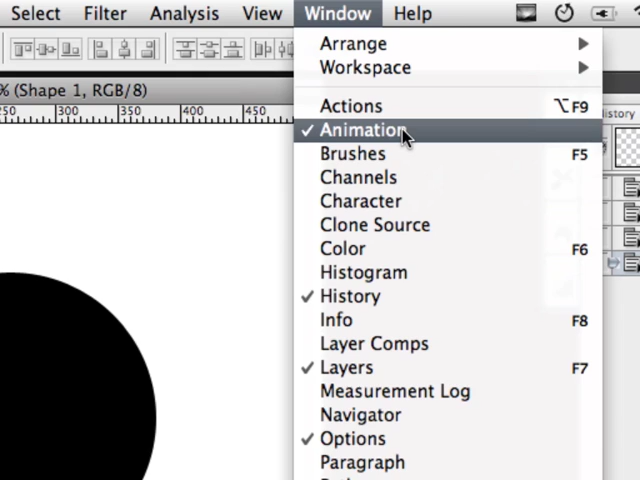 Select Filter Analysis View Window Help
% (Shape 1, RGB/8)
250 300 350 400 450
Arrange
Workspace
Actions ⌥F9
✓ Animation
Brushes F5
Channels
Character
Clone Source
Color F6
Histogram
✓ History
Info F8
Layer Comps
✓ Layers F7
Measurement Log
Navigator
✓ Options
Paragraph